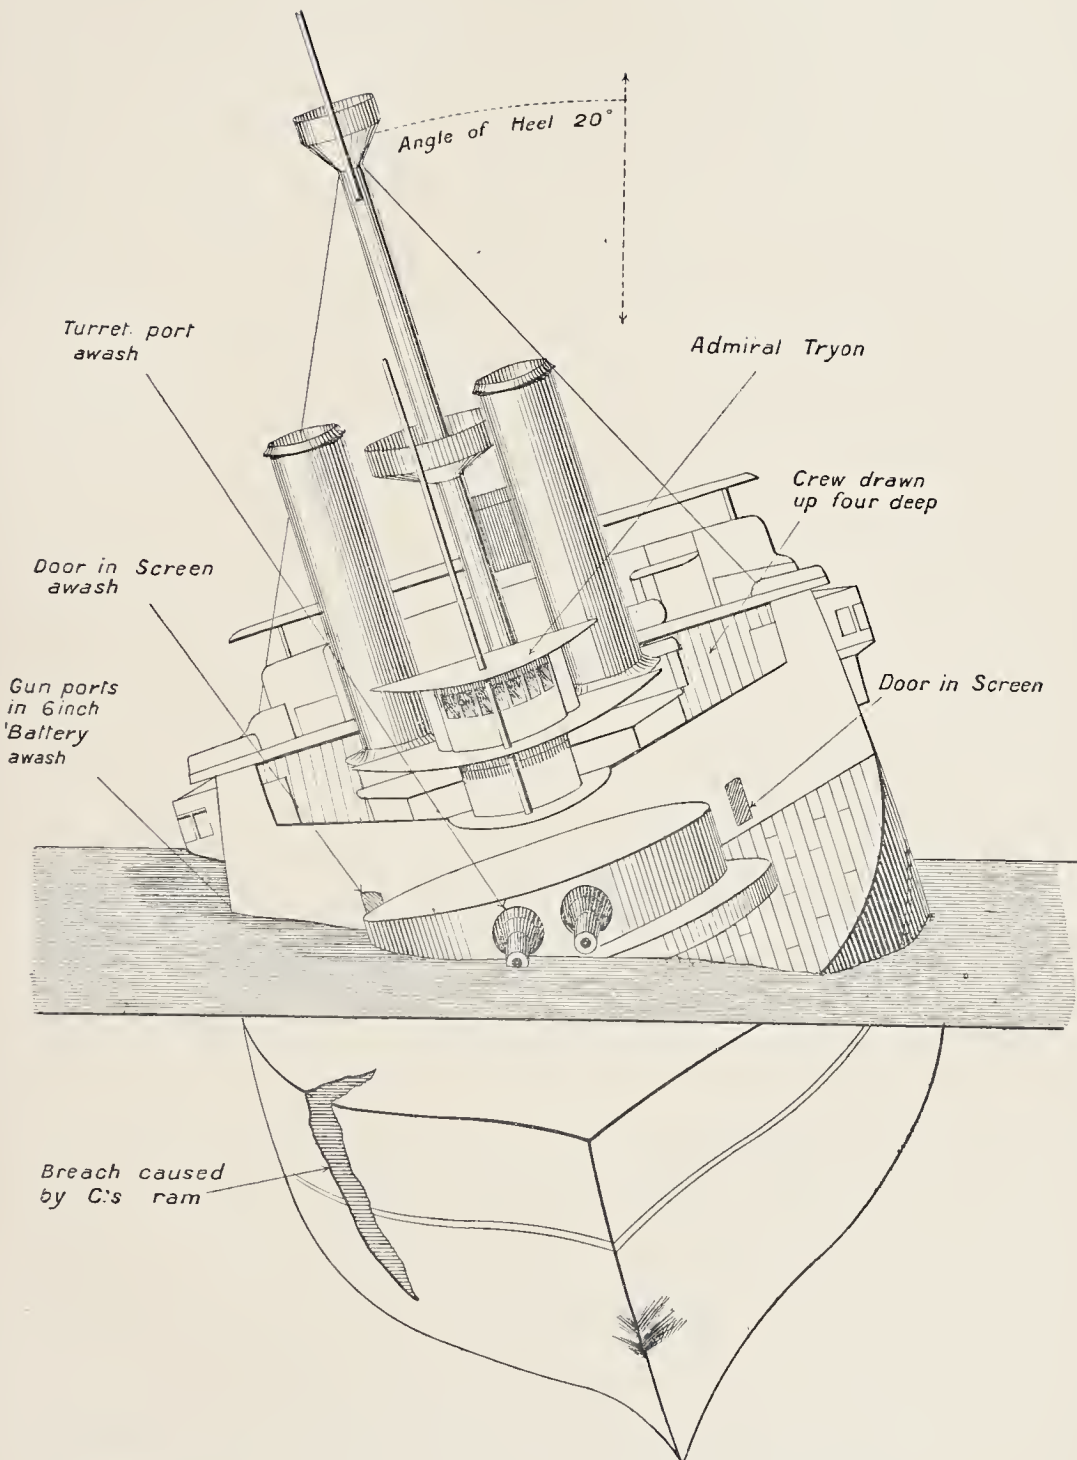 Angle of Heel 20°
Turret port
awash
Admiral Tryon
Crew drawn
up four deep
Door in Screen
awash
Gun ports
in 6inch
'Battery
awash
Door in Screen
Breach caused
by C:s ram